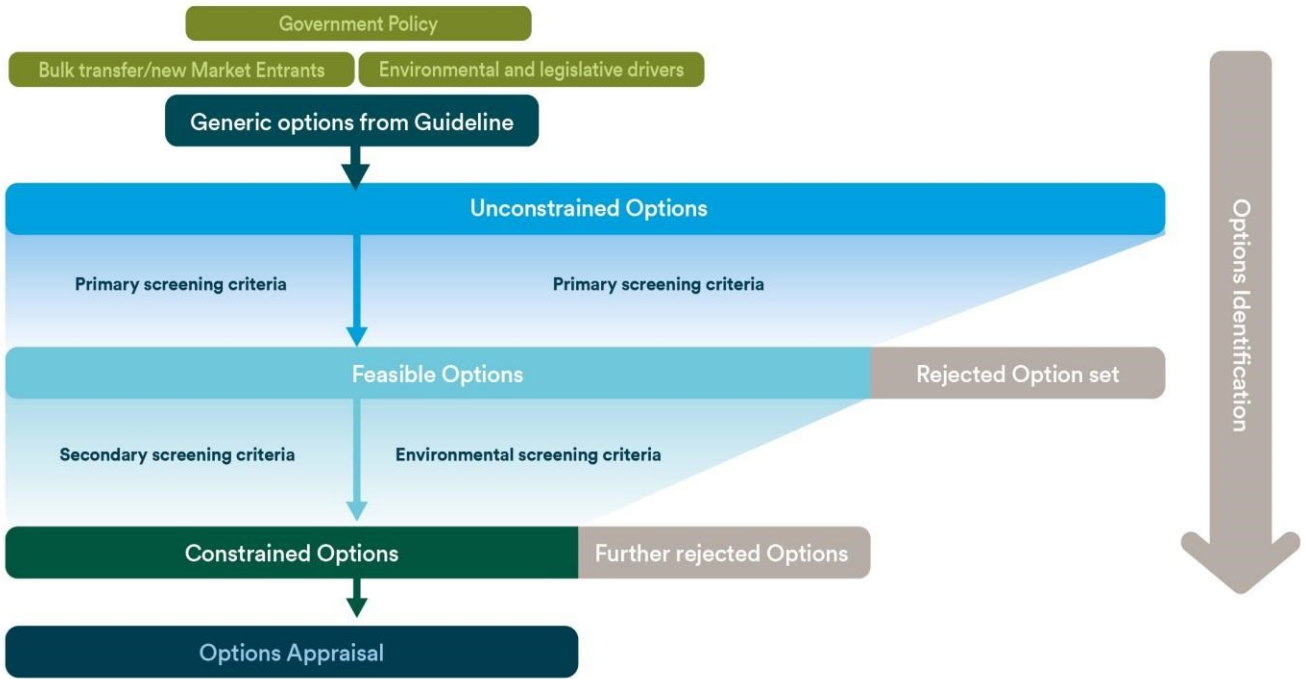 Government Policy
Bulk transfer/new Market Entrants
Environmental and legislative drivers
Generic options from Guideline
Unconstrained Options
Primary screening criteria
Primary screening criteria
Feasible Options
Rejected Option set
Secondary screening criteria
Environmental screening criteria
Constrained Options
Further rejected Options
Options Appraisal
Options Identification